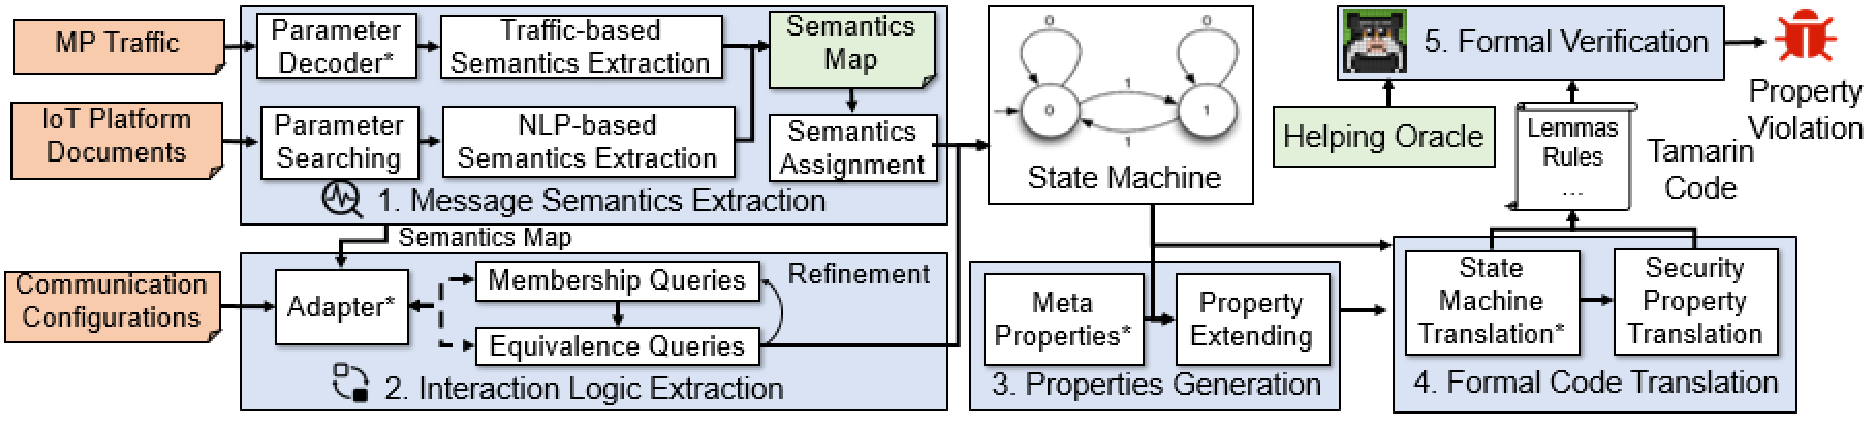 MP Traffic
IoT Platform
Documents
Communication
Configurations
Parameter
Decoder*
Traffic-based
Semantics Extraction
Semantics
Map
Parameter
Searching
NLP-based
Semantics Extraction
Semantics
Assignment
1. Message Semantics Extraction
Semantics Map
Adapter*
Membership Queries
Equivalence Queries
Refinement
2. Interaction Logic Extraction
0
0
0
1
1
1
State Machine
Meta
Properties*
Property
Extending
3. Properties Generation
5. Formal Verification
Helping Oracle
Property
Violation
Lemmas
Rules
...
Tamarin
Code
State
Machine
Translation*
Security
Property
Translation
4. Formal Code Translation